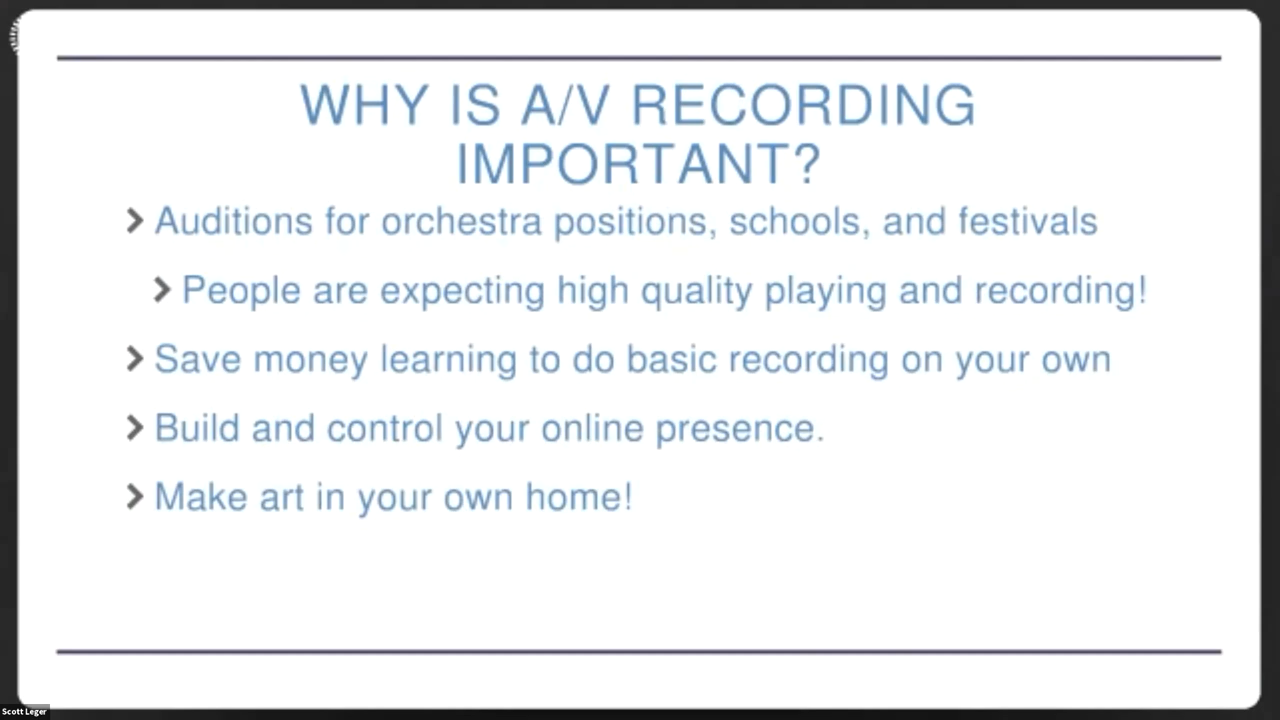 WHY IS A/V RECORDING
IMPORTANT?
Auditions for orchestra positions, schools, and festivals
People are expecting high quality playing and recording!
Save money learning to do basic recording on your own
Build and control your online presence.
Make art in your own home!
Scott Leger